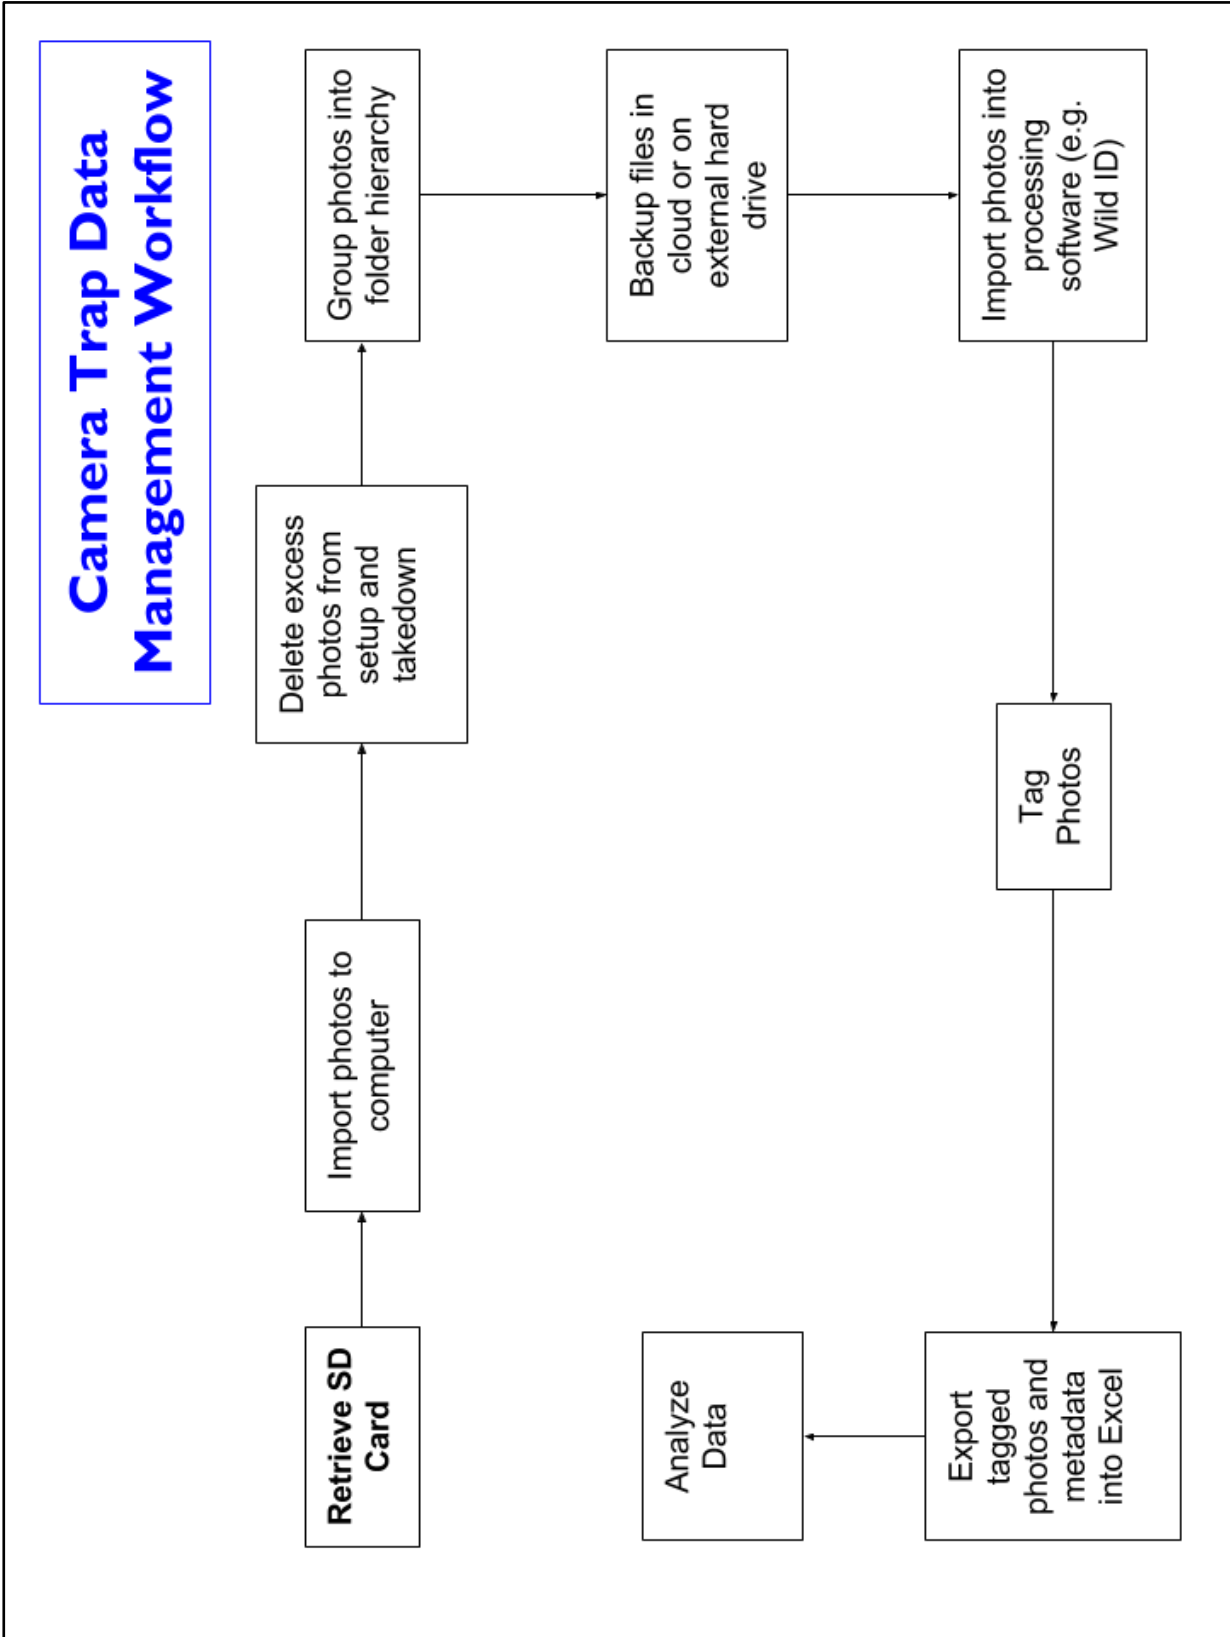 Camera Trap Data
Management Workflow
Retrieve SD
Card
Import photos to
computer
Delete excess
photos from
setup and
takedown
Group photos into
folder hierarchy
Backup files in
cloud or on
external hard
drive
Import photos into
processing
software (e.g.
Wild ID)
Tag
Photos
Export
tagged
photos and
metadata
into Excel
Analyze
Data